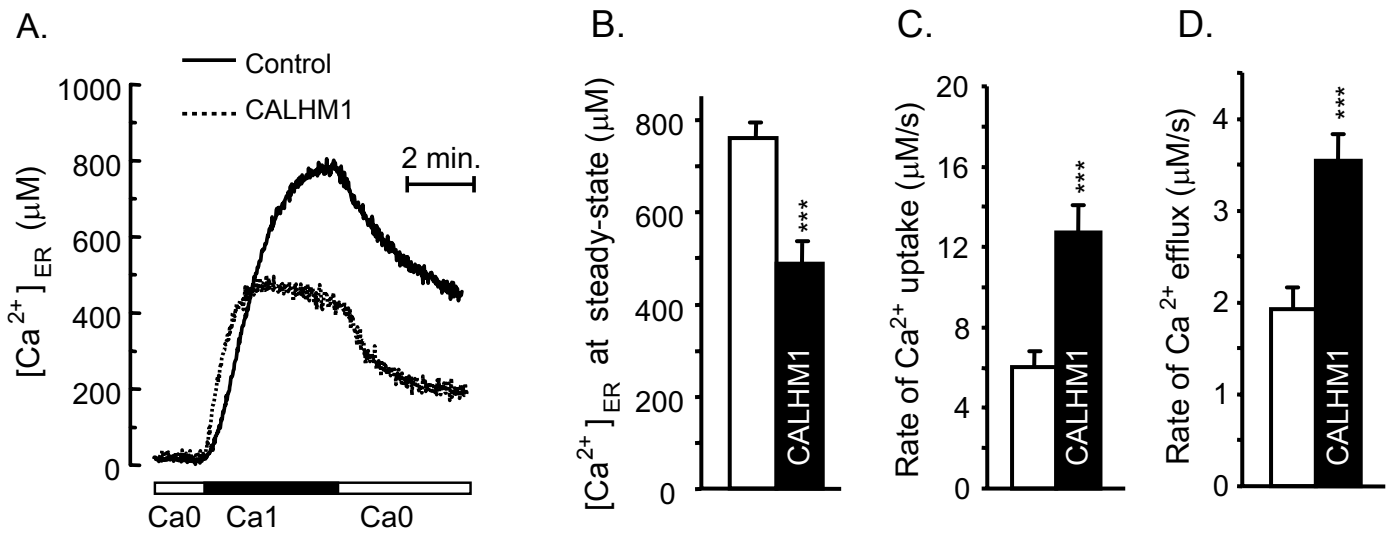 A.
Control
CALHM1
2 min.
[Ca2+]ER (μM)
1000
800
600
400
200
0
Ca0
Ca1
Ca0
B.
[Ca2+]ER at steady-state (μM)
800
600
400
200
0
***
CALHM1
C.
Rate of Ca2+ uptake (μM/s)
20
16
12
8
4
0
***
CALHM1
D.
Rate of Ca2+ efflux (μM/s)
4
3
2
1
0
***
CALHM1